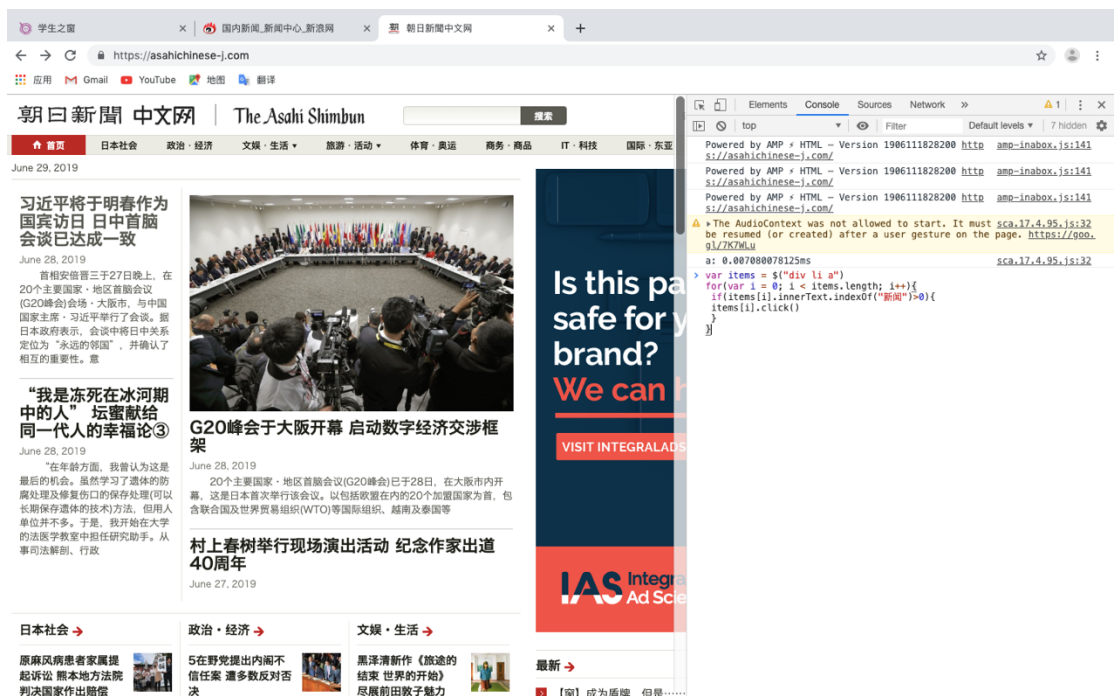 学生之窗
国内新闻_新闻中心_新浪网
朝日新聞中文网
https://asahichinese-j.com
应用 Gmail YouTube 地图 翻译
朝日新聞 中文网 | The Asahi Shimbun 搜索
首页 日本社会 政治・经济 文娱・生活 旅游・活动 体育・奥运 商务・商品 IT・科技 国际・东亚
June 29, 2019
习近平将于明春作为
国宾访日 日中首脑
会谈已达成一致
June 28, 2019
首相安倍晋三于27日晚上，在
20个主要国家・地区首脑会议
(G20峰会)会场・大阪市，与中国
国家主席・习近平举行了会谈。据
日本政府表示，会谈中将日中关系
定位为“永远的邻国”，并确认了
相互的重要性。意
“我是冻死在冰河期
中的人” 坛蜜献给
同一代人的幸福论③
June 28, 2019
“在年龄方面，我曾认为这是
最后的机会。虽然学习了遗体的防
腐处理及修复伤口的保存处理(可以
长期保存遗体的技术)方法，但用人
单位并不多。于是，我开始在大学
的法医学教室中担任研究助手。从
事司法解剖、行政
G20峰会于大阪开幕 启动数字经济交涉框
架
June 28, 2019
20个主要国家・地区首脑会议(G20峰会)已于28日，在大阪市内开
幕，这是日本首次举行该会议。以包括欧盟在内的20个加盟国家为首，包
含联合国及世界贸易组织(WTO)等国际组织、越南及泰国等
村上春树举行现场演出活动 纪念作家出道
40周年
June 27, 2019
Is this pa
safe for y
brand?
We can h
VISIT INTEGRALADS
IAS Integra
Ad Scie
日本社会
原麻风病患者家属提
起诉讼 熊本地方法院
判决国家作出赔偿
政治・经济
5在野党提出内阁不
信任案 遭多数反对否
决
文娱・生活
黑泽清新作《旅途的
结束 世界的开始》
尽展前田敦子魅力
最新
【窗】成为盾牌，但是……
Elements Console Sources Network » 1
top Filter Default levels 7 hidden
Powered by AMP ⚡ HTML – Version 1906111828200 http amp-inabox.js:141
s://asahichinese-j.com/
Powered by AMP ⚡ HTML – Version 1906111828200 http amp-inabox.js:141
s://asahichinese-j.com/
Powered by AMP ⚡ HTML – Version 1906111828200 http amp-inabox.js:141
s://asahichinese-j.com/
The AudioContext was not allowed to start. It must sca.17.4.95.js:32
be resumed (or created) after a user gesture on the page. https://goo.
gl/7K7WLu
a: 0.007080078125ms sca.17.4.95.js:32
var items = $("div li a")
for(var i = 0; i < items.length; i++){
if(items[i].innerText.indexOf("新闻")>0){
items[i].click()
}
}